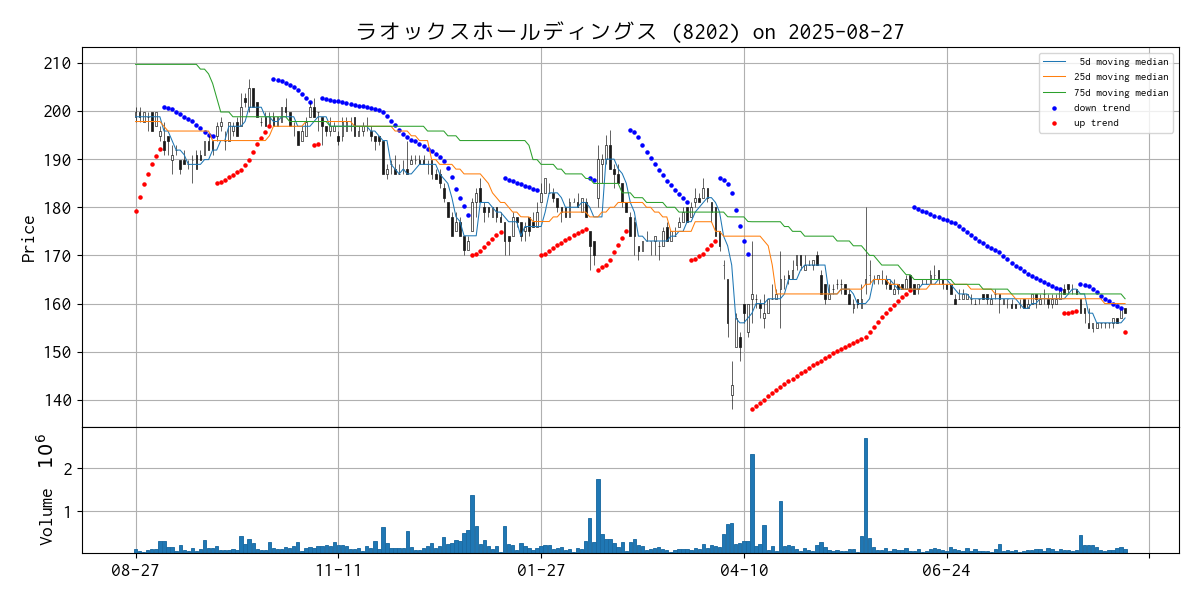 ラオックスホールディングス (8202) on 2025-08-27
5d moving median
25d moving median
75d moving median
down trend
up trend
Price
210
200
190
180
170
160
150
140
Volume 10^6
2
1
08-27
11-11
01-27
04-10
06-24